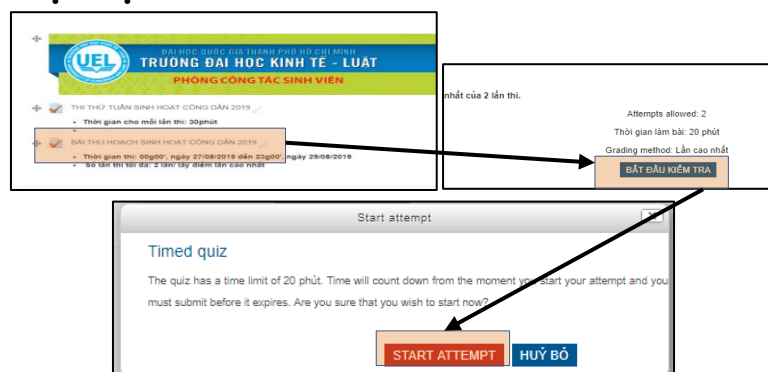 UEL
ĐẠI HỌC QUỐC GIA THÀNH PHỐ HỒ CHÍ MINH
TRƯỜNG ĐẠI HỌC KINH TẾ - LUẬT
PHÒNG CÔNG TÁC SINH VIÊN
THI THỬ TUẦN SINH HOẠT CÔNG DÂN 2019
Thời gian cho mỗi lần thi: 30phút
BÀI THU HOẠCH SINH HOẠT CÔNG DÂN 2019
Thời gian thi: 00g00', ngày 27/08/2019 đến 23g00', ngày 29/08/2019
Số lần thi tối đa: 2 lần/ lấy điểm lần cao nhất
nhất của 2 lần thi.
Attempts allowed: 2
Thời gian làm bài: 20 phút
Grading method: Lần cao nhất
BẮT ĐẦU KIỂM TRA
Start attempt
Timed quiz
The quiz has a time limit of 20 phút. Time will count down from the moment you start your attempt and you
must submit before it expires. Are you sure that you wish to start now?
START ATTEMPT HUỶ BỎ